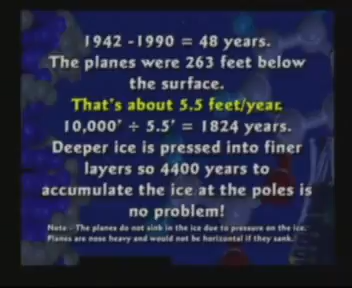 1942 -1990 = 48 years.
The planes were 263 feet below
the surface.
That's about 5.5 feet/year.
10,000' ÷ 5.5' = 1824 years.
Deeper ice is pressed into finer
layers so 4400 years to
accumulate the ice at the poles is
no problem!
Note - The planes do not sink in the ice due to pressure on the ice.
Planes are nose heavy and would not be horizontal if they sank.